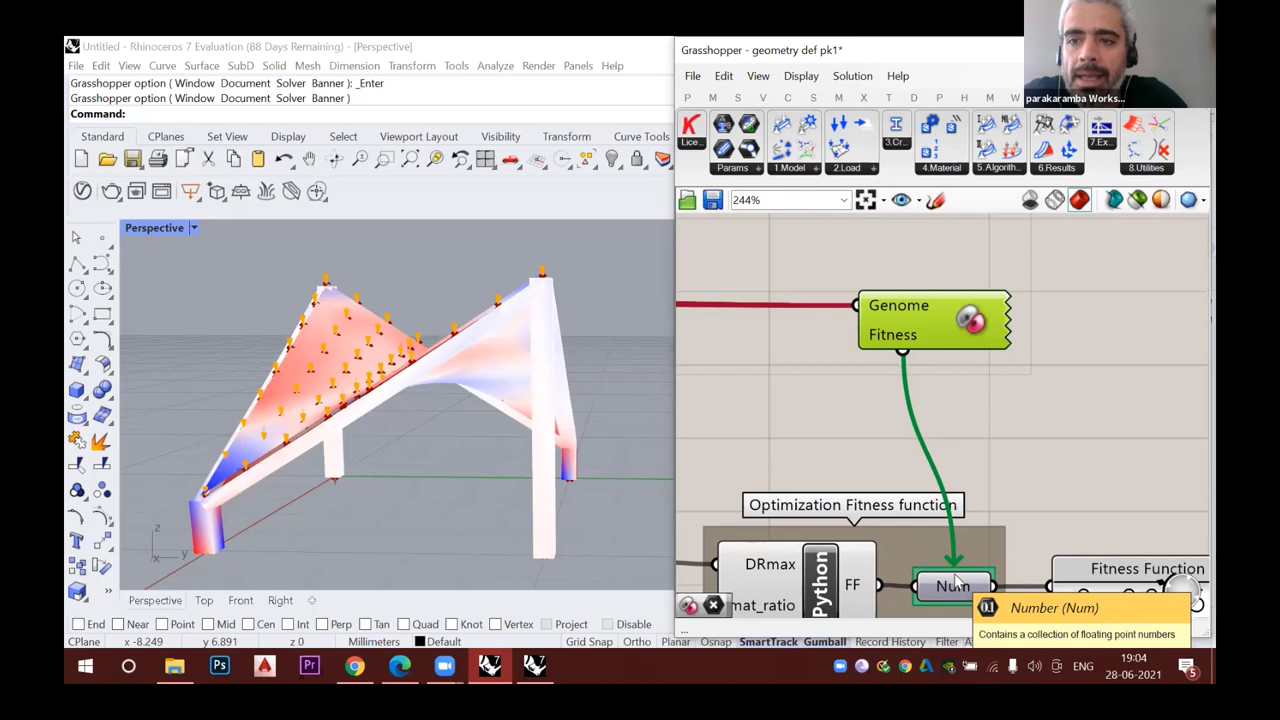 Untitled - Rhinoceros 7 Evaluation (88 Days Remaining) - [Perspective]
File Edit View Curve Surface SubD Solid Mesh Dimension Transform Tools Analyze Render Panels Help
Grasshopper option ( Window Document Solver Banner ): _Enter
Grasshopper option ( Window Document Solver Banner )
Command:
Standard CPlanes Set View Display Select Viewport Layout Visibility Transform Curve Tools
Perspective
z
x y
Perspective Top Front Right
End Near Point Mid Cen Int Perp Tan Quad Knot Vertex Project Disable
CPlane x -8.249 y 6.891 z 0 Millimeters Default Grid Snap Ortho Planar Osnap SmartTrack Gumball Record History Filter
Grasshopper - geometry def pk1*
File Edit View Display Solution Help
P M S V C S M X T D P H M W
Lice... Params 1.Model 2.Load 3.Cr... 4.Material 5.Algorith... 6.Results 7.Ex... 8.Utilities
244%
Genome
Fitness
Optimization Fitness function
DRmax
mat_ratio
Python
FF
Num
Fitness Function
Number (Num)
Contains a collection of floating point numbers
...
parakaramba Works...
Ps
Pr
ENG
19:04
28-06-2021
5